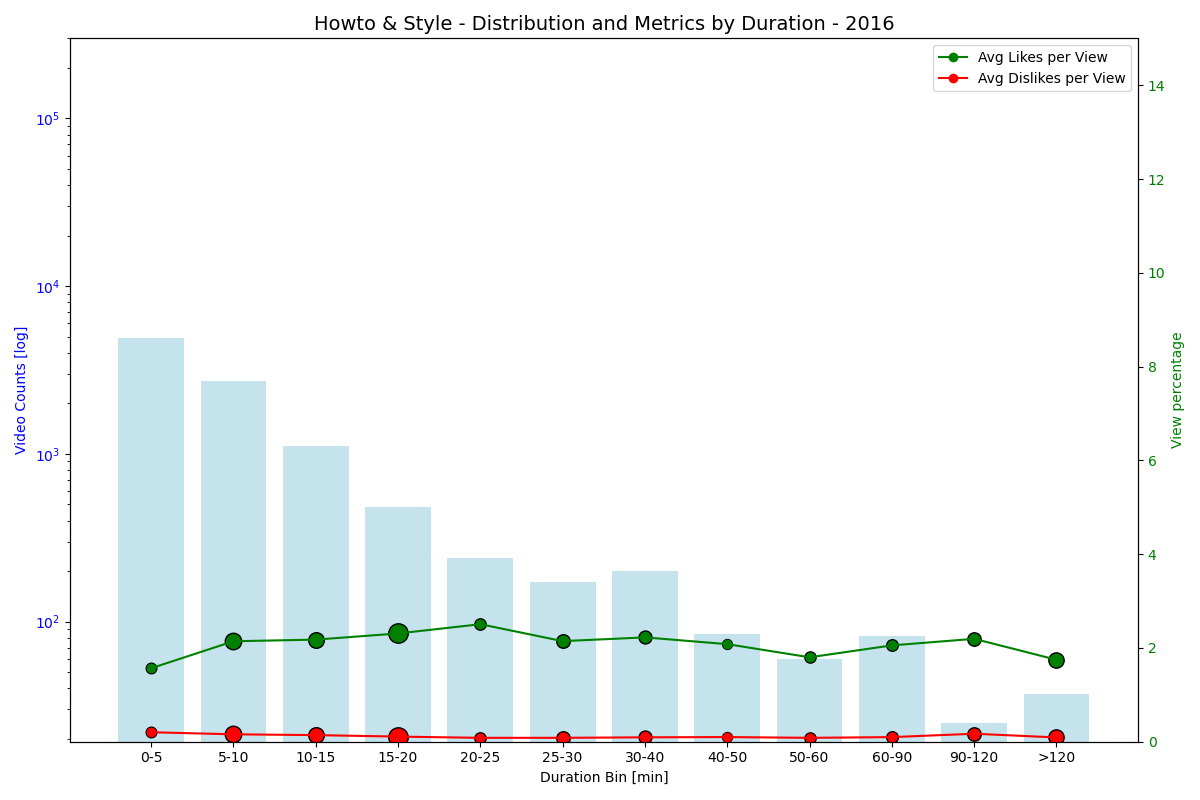 Howto & Style - Distribution and Metrics by Duration - 2016
Avg Likes per View
Avg Dislikes per View
Video Counts [log]
10^5
10^4
10^3
10^2
14
12
10
8
6
4
2
0
View percentage
0-5 5-10 10-15 15-20 20-25 25-30 30-40 40-50 50-60 60-90 90-120 >120
Duration Bin [min]